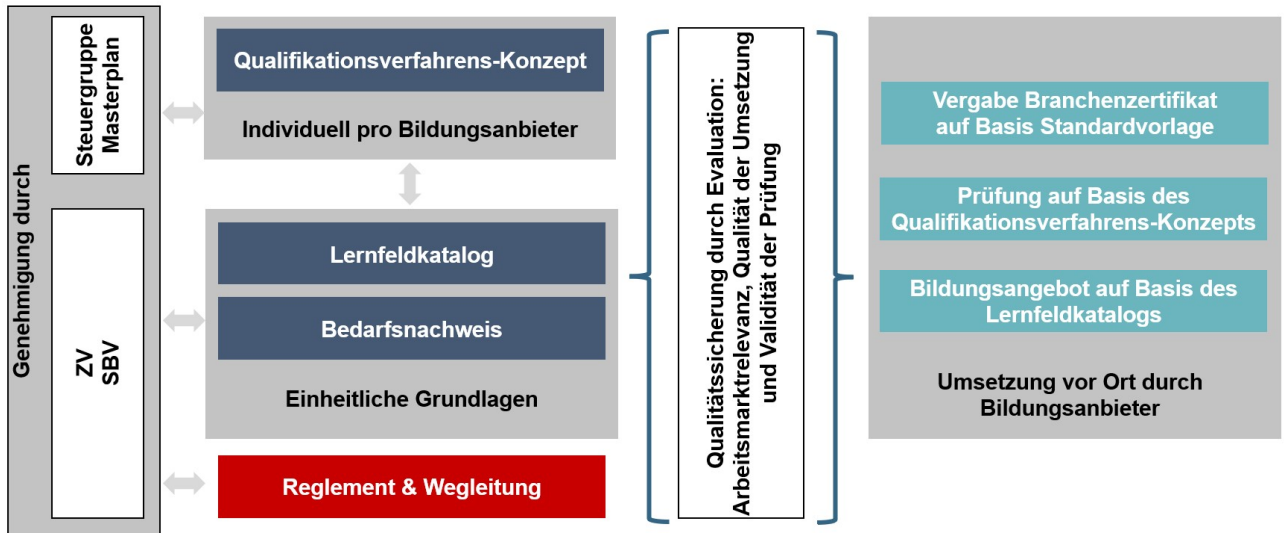 Genehmigung durch
Steuergruppe
Masterplan
ZV
SBV
Qualifikationsverfahrens-Konzept
Individuell pro Bildungsanbieter
Lernfeldkatalog
Bedarfsnachweis
Einheitliche Grundlagen
Reglement & Wegleitung
Qualitätssicherung durch Evaluation:
Arbeitsmarktrelevanz, Qualität der Umsetzung
und Validität der Prüfung
Vergabe Branchenzertifikat
auf Basis Standardvorlage
Prüfung auf Basis des
Qualifikationsverfahrens-Konzepts
Bildungsangebot auf Basis des
Lernfeldkatalogs
Umsetzung vor Ort durch
Bildungsanbieter